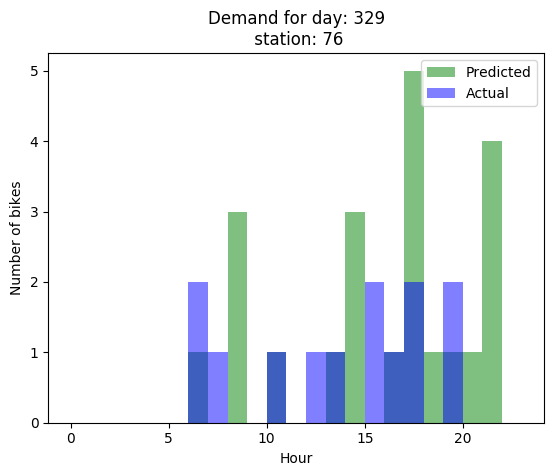 Demand for day: 329
station: 76
Predicted
Actual
5
4
3
2
1
0
Number of bikes
0 5 10 15 20
Hour